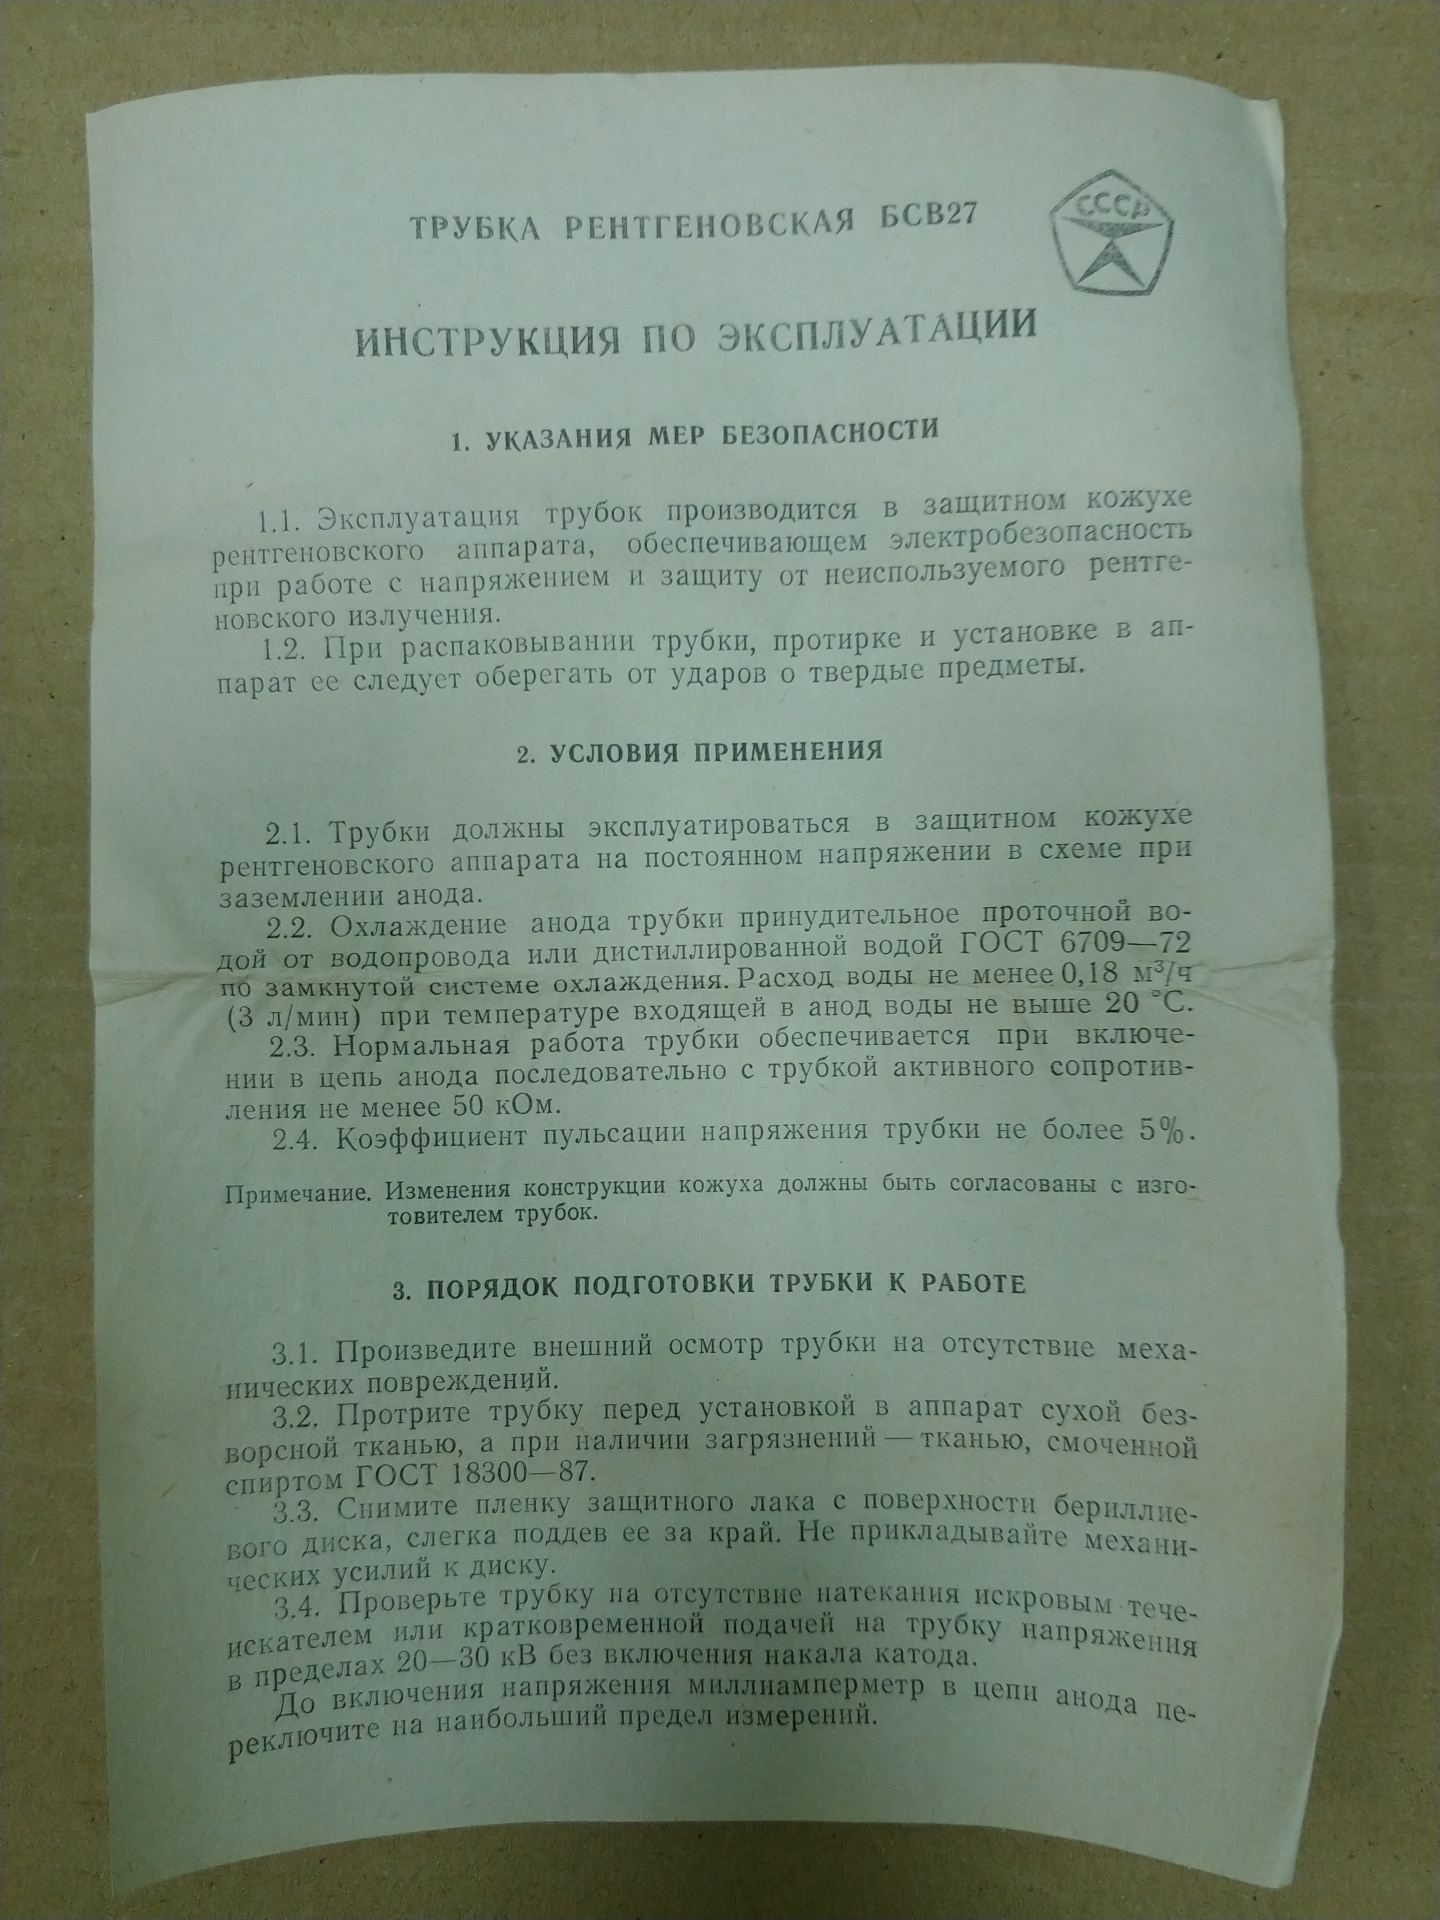 ТРУБКА РЕНТГЕНОВСКАЯ БСВ27
СССР
ИНСТРУКЦИЯ ПО ЭКСПЛУАТАЦИИ
1. УКАЗАНИЯ МЕР БЕЗОПАСНОСТИ
1.1. Эксплуатация трубок производится в защитном кожухе
рентгеновского аппарата, обеспечивающем электробезопасность
при работе с напряжением и защиту от неиспользуемого рентге-
новского излучения.
1.2. При распаковывании трубки, протирке и установке в ап-
парат ее следует оберегать от ударов о твердые предметы.
2. УСЛОВИЯ ПРИМЕНЕНИЯ
2.1. Трубки должны эксплуатироваться в защитном кожухе
рентгеновского аппарата на постоянном напряжении в схеме при
заземлении анода.
2.2. Охлаждение анода трубки принудительное проточной во-
дой от водопровода или дистиллированной водой ГОСТ 6709—72
по замкнутой системе охлаждения. Расход воды не менее 0,18 м³/ч
(3 л/мин) при температуре входящей в анод воды не выше 20 °С.
2.3. Нормальная работа трубки обеспечивается при включе-
нии в цепь анода последовательно с трубкой активного сопротив-
ления не менее 50 кОм.
2.4. Коэффициент пульсации напряжения трубки не более 5%.
Примечание. Изменения конструкции кожуха должны быть согласованы с изго-
товителем трубок.
3. ПОРЯДОК ПОДГОТОВКИ ТРУБКИ К РАБОТЕ
3.1. Произведите внешний осмотр трубки на отсутствие меха-
нических повреждений.
3.2. Протрите трубку перед установкой в аппарат сухой без-
ворсной тканью, а при наличии загрязнений — тканью, смоченной
спиртом ГОСТ 18300—87.
3.3. Снимите пленку защитного лака с поверхности бериллие-
вого диска, слегка поддев ее за край. Не прикладывайте механи-
ческих усилий к диску.
3.4. Проверьте трубку на отсутствие натекания искровым тече-
искателем или кратковременной подачей на трубку напряжения
в пределах 20—30 кВ без включения накала катода.
До включения напряжения миллиамперметр в цепи анода пе-
реключите на наибольший предел измерений.